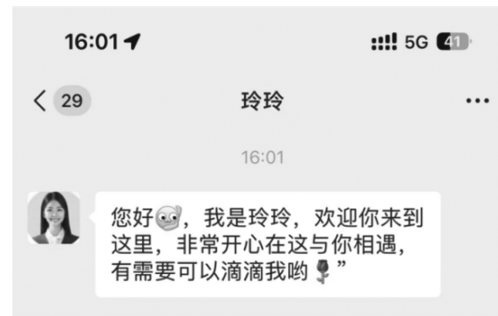 16:01 5G 41
29 玲玲
16:01
您好，我是玲玲，欢迎你来到
这里，非常开心在这与你相遇，
有需要可以滴滴我哟”